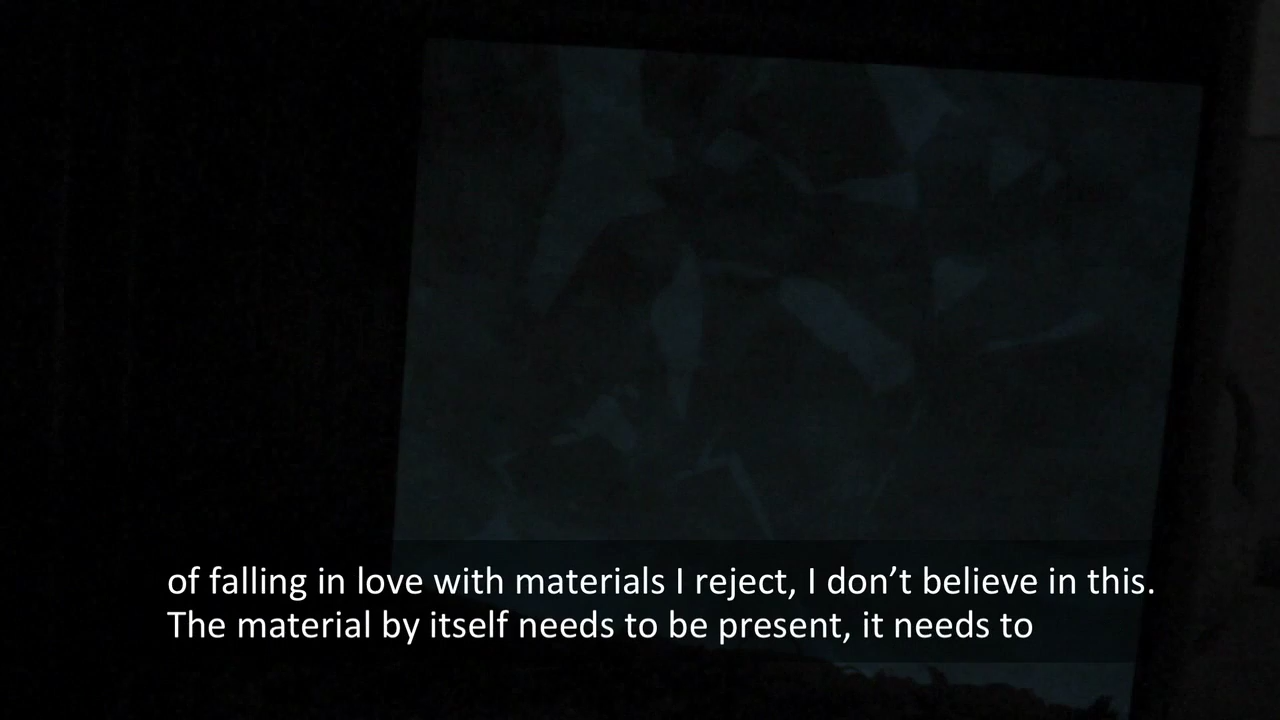 of falling in love with materials I reject, I don’t believe in this.
The material by itself needs to be present, it needs to